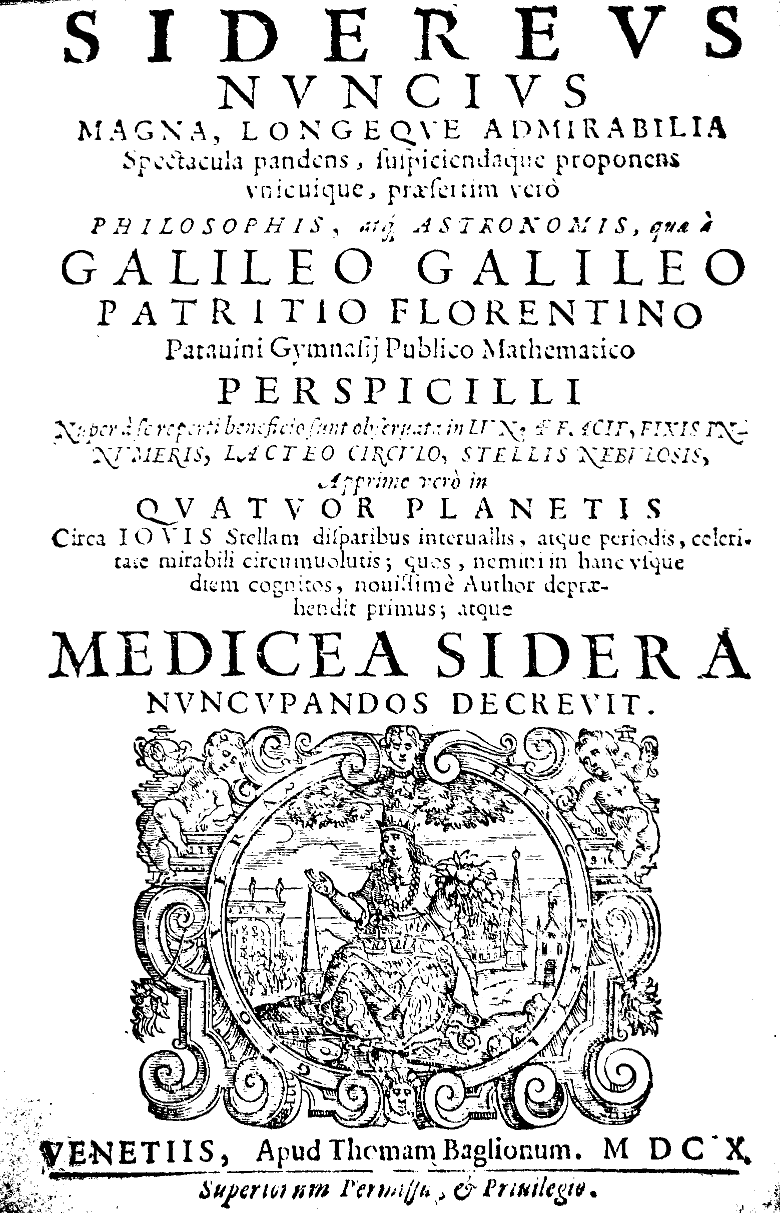 SIDEREVS
NVNCIVS
MAGNA, LONGEQVE ADMIRABILIA
Spectacula pandens, ſuſpiciendaque proponens
vnicuique, præſertim verò
PHILOSOPHIS, atq́; ASTRONOMIS, quæ à
GALILEO GALILEO
PATRITIO FLORENTINO
Patauini Gymnaſij Publico Mathematico
PERSPICILLI
Nuper à ſe reperti beneficio ſunt obſeruata in LVNÆ FACIE, FIXIS IN-
NVMERIS, LACTEO CIRCVLO, STELLIS NEBVLOSIS,
Apprime verò in
QVATVOR PLANETIS
Circa IOVIS Stellam diſparibus interuallis, atque periodis, celeri-
tate mirabili circumuolutis; quos, nemini in hanc vſque
diem cognitos, nouiſſimè Author depræ-
hendit primus; atque
MEDICEA SIDERA
NVNCVPANDOS DECREVIT.
HINC
VENETIIS, Apud Thomam Baglionum. M DC X.
Superiorum Permiſſu, & Priuilegio.